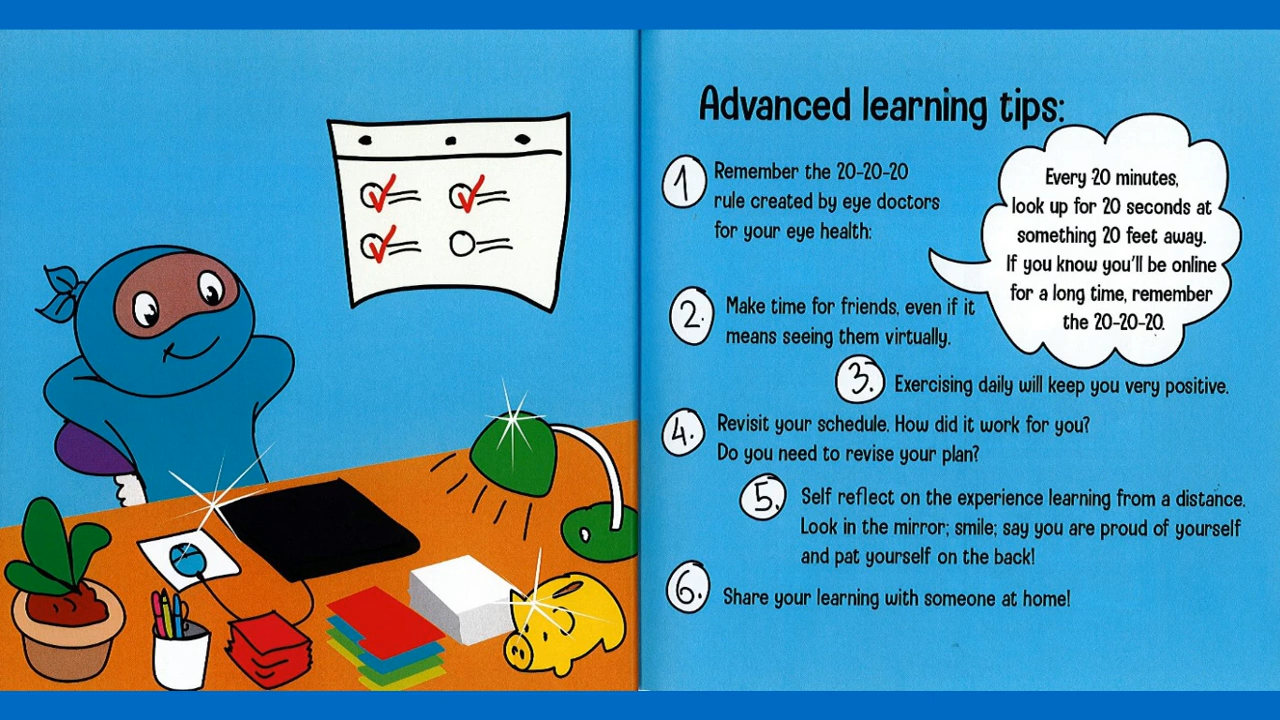 Advanced learning tips:
1
Remember the 20-20-20
rule created by eye doctors
for your eye health:
Every 20 minutes,
look up for 20 seconds at
something 20 feet away.
If you know you'll be online
for a long time, remember
the 20-20-20.
2.
Make time for friends, even if it
means seeing them virtually.
3.
Exercising daily will keep you very positive.
4.
Revisit your schedule. How did it work for you?
Do you need to revise your plan?
5.
Self reflect on the experience learning from a distance.
Look in the mirror; smile; say you are proud of yourself
and pat yourself on the back!
6.
Share your learning with someone at home!